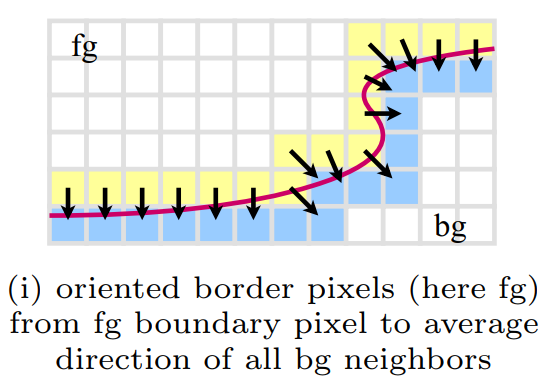 fg
bg
(i) oriented border pixels (here fg)
from fg boundary pixel to average
direction of all bg neighbors